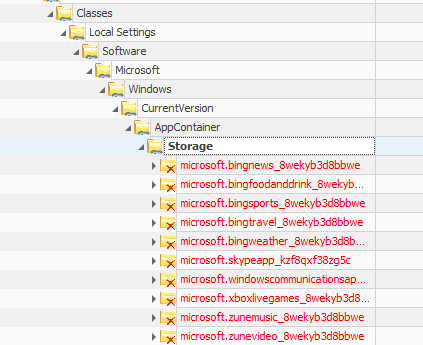 Classes
Local Settings
Software
Microsoft
Windows
CurrentVersion
AppContainer
Storage
microsoft.bingnews_8wekyb3d8bbwe
microsoft.bingfoodanddrink_8wekyb...
microsoft.bingsports_8wekyb3d8bbwe
microsoft.bingtravel_8wekyb3d8bbwe
microsoft.bingweather_8wekyb3d8b...
microsoft.skypeapp_kzf8qxf38zg5c
microsoft.windowscommunicationsap...
microsoft.xboxlivegames_8wekyb3d8...
microsoft.zunemusic_8wekyb3d8bbwe
microsoft.zunevideo_8wekyb3d8bbwe